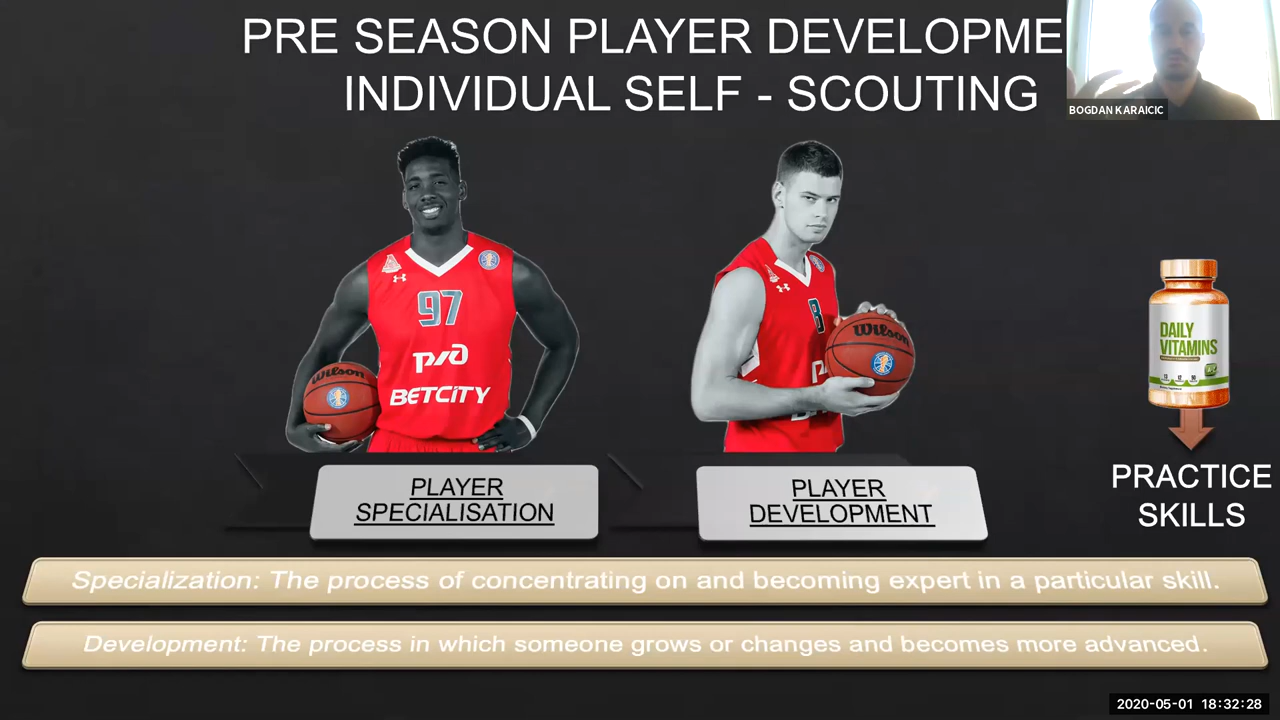 PRE SEASON PLAYER DEVELOPME
INDIVIDUAL SELF - SCOUTING
BOGDAN KARAICIC
97
8
Wilson
Wilson
BETCITY
DAILY
VITAMINS
PLAYER
SPECIALISATION
PLAYER
DEVELOPMENT
PRACTICE
SKILLS
Specialization: The process of concentrating on and becoming expert in a particular skill.
Development: The process in which someone grows or changes and becomes more advanced.
2020-05-01 18:32:28